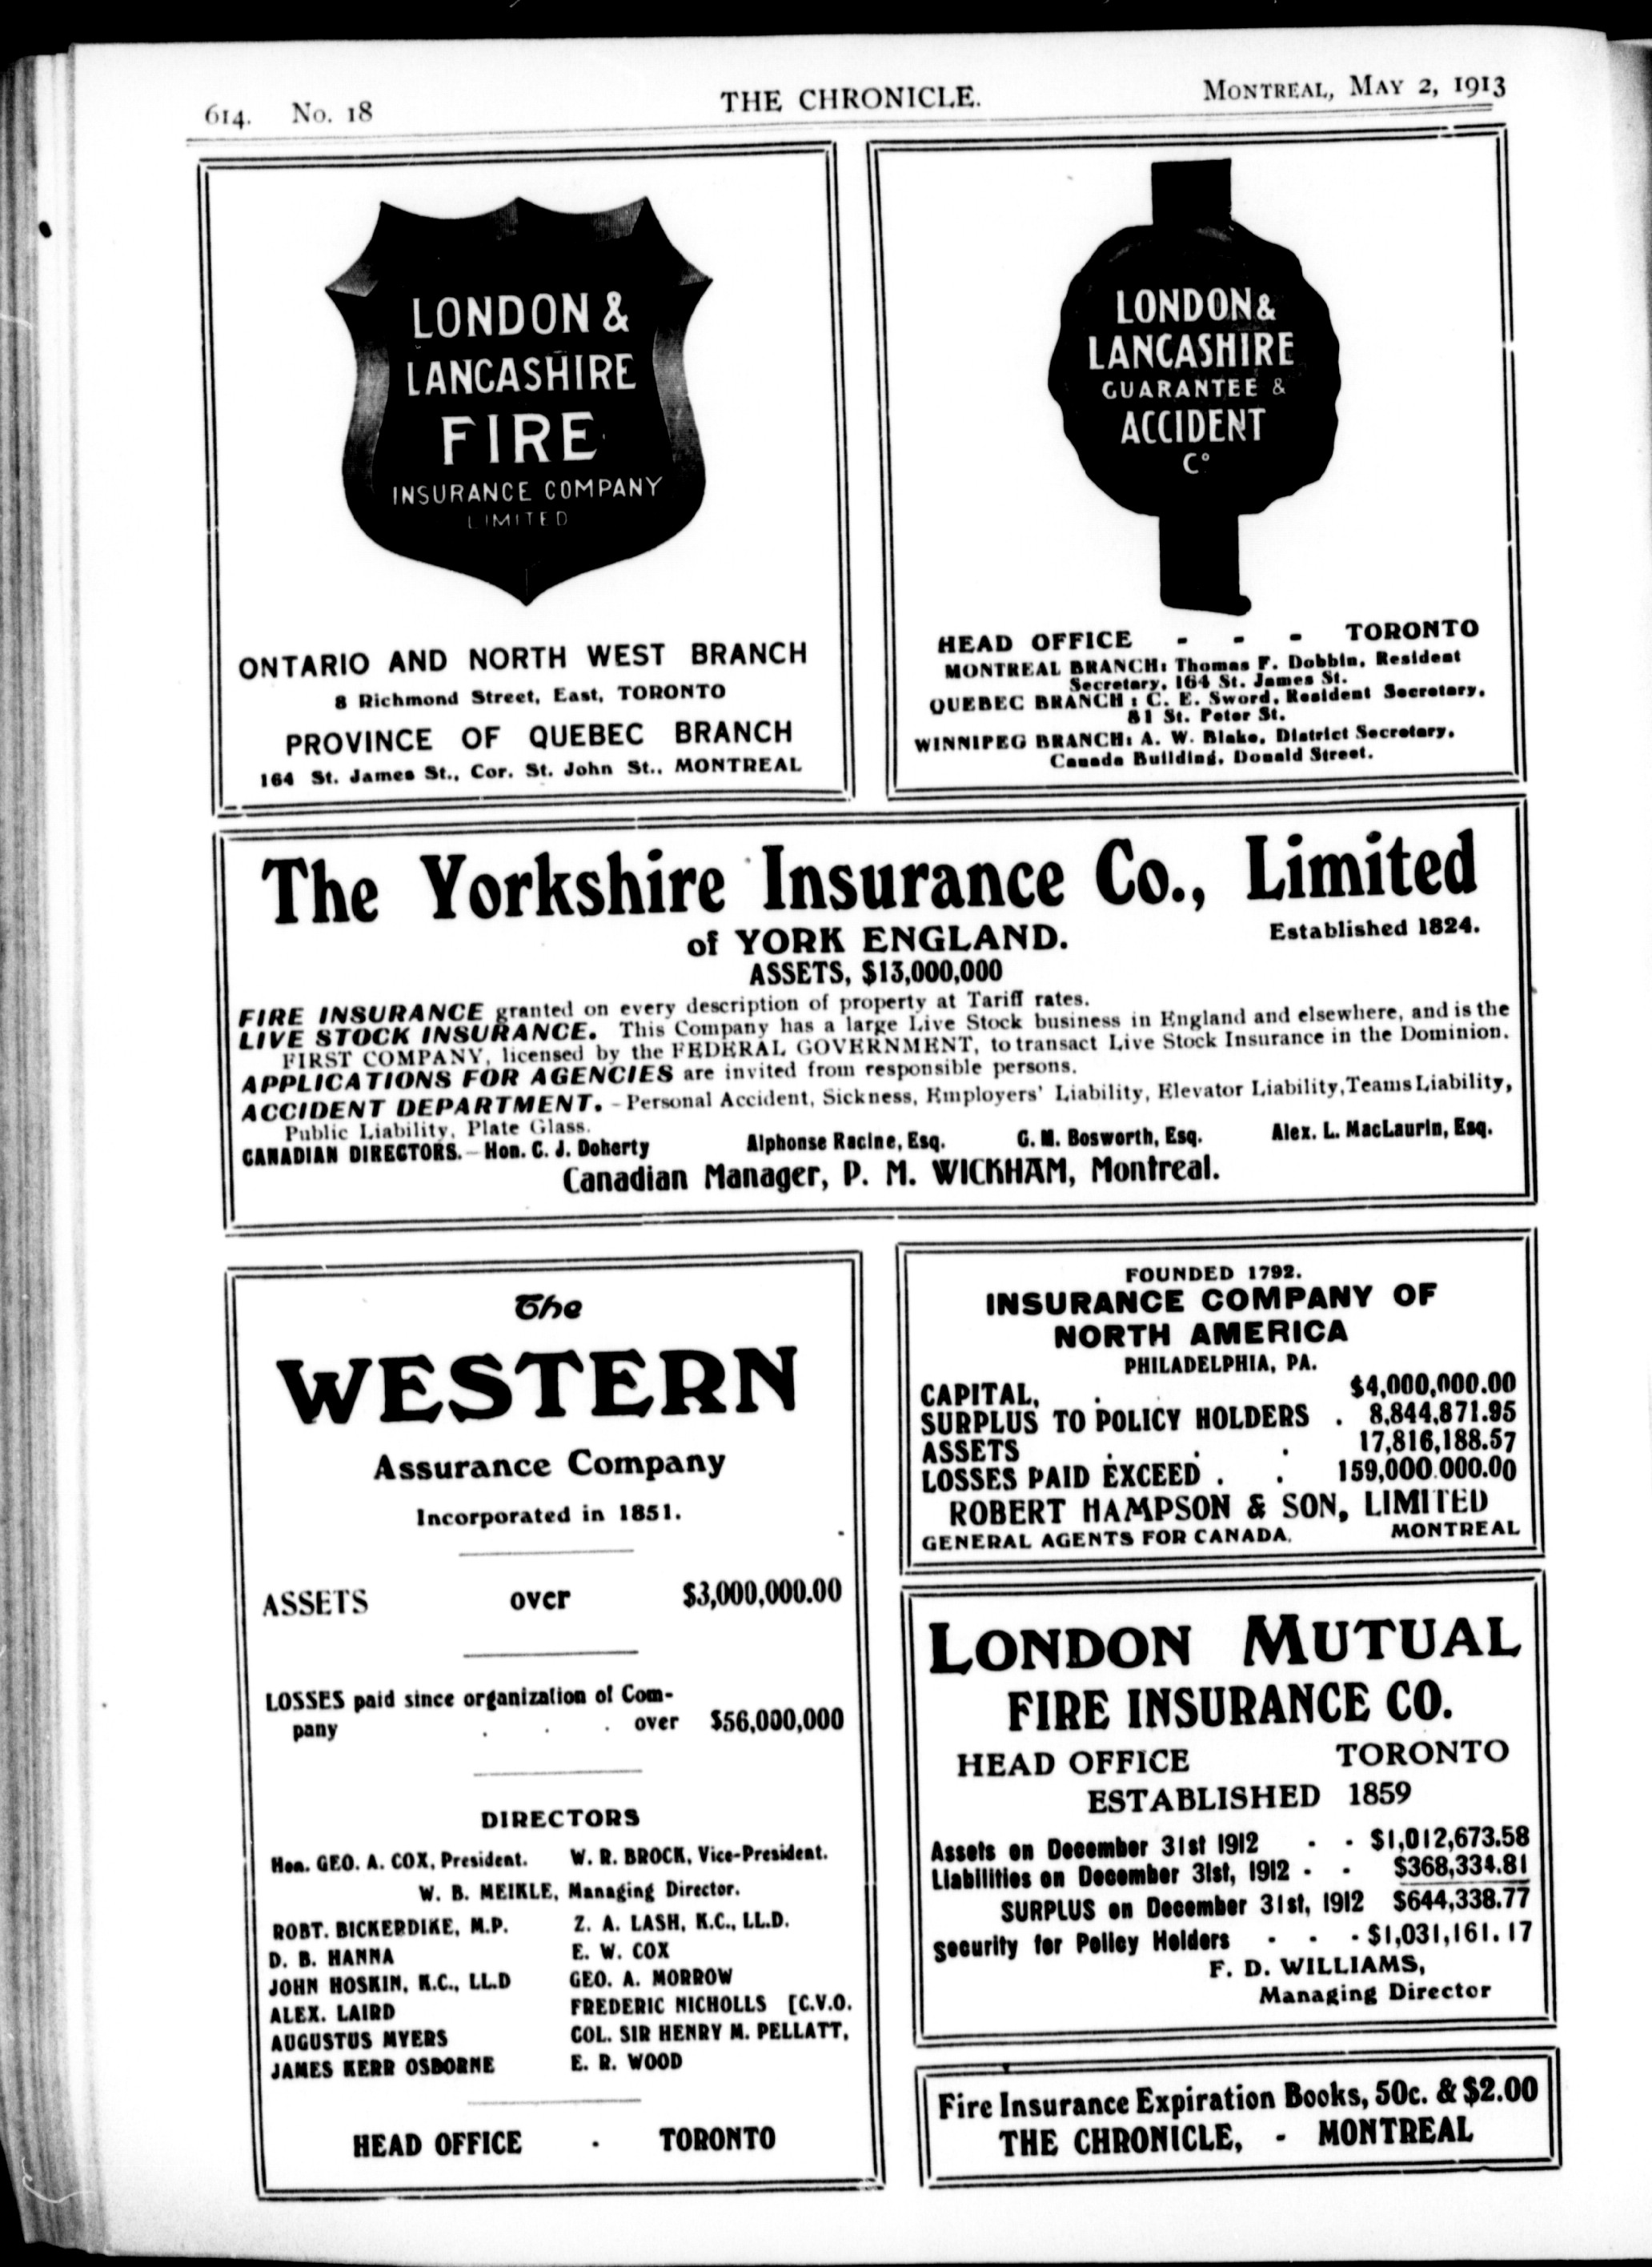 614. No. 18 THE CHRONICLE. MONTREAL, MAY 2, 1913
LONDON &
LANCASHIRE
FIRE
INSURANCE COMPANY
LIMITED
ONTARIO AND NORTH WEST BRANCH
8 Richmond Street, East, TORONTO
PROVINCE OF QUEBEC BRANCH
164 St. James St., Cor. St. John St., MONTREAL
LONDON &
LANCASHIRE
GUARANTEE &
ACCIDENT
Co
HEAD OFFICE - - - TORONTO
MONTREAL BRANCH: Thomas F. Dobbin, Resident
Secretary, 164 St. James St.
QUEBEC BRANCH : C. E. Sword, Resident Secretary,
81 St. Peter St.
WINNIPEG BRANCH: A. W. Blake, District Secretary,
Canada Building, Donald Street.
The Yorkshire Insurance Co., Limited
of YORK ENGLAND. Established 1824.
ASSETS, $13,000,000
FIRE INSURANCE granted on every description of property at Tariff rates.
LIVE STOCK INSURANCE. This Company has a large Live Stock business in England and elsewhere, and is the
FIRST COMPANY, licensed by the FEDERAL GOVERNMENT, to transact Live Stock Insurance in the Dominion.
APPLICATIONS FOR AGENCIES are invited from responsible persons.
ACCIDENT DEPARTMENT. - Personal Accident, Sickness, Employers' Liability, Elevator Liability, Teams Liability,
Public Liability, Plate Glass.
CANADIAN DIRECTORS. - Hon. C. J. Doherty Alphonse Racine, Esq. G. M. Bosworth, Esq. Alex. L. MacLaurin, Esq.
Canadian Manager, P. M. WICKHAM, Montreal.
The
WESTERN
Assurance Company
Incorporated in 1851.
ASSETS over $3,000,000.00
LOSSES paid since organization of Com-
pany . . . over $56,000,000
DIRECTORS
Hon. GEO. A. COX, President. W. R. BROCK, Vice-President.
W. B. MEIKLE, Managing Director.
ROBT. BICKERDIKE, M.P. Z. A. LASH, K.C., LL.D.
D. B. HANNA E. W. COX
JOHN HOSKIN, K.C., LL.D GEO. A. MORROW
ALEX. LAIRD FREDERIC NICHOLLS [C.V.O.
AUGUSTUS MYERS COL. SIR HENRY M. PELLATT,
JAMES KERR OSBORNE E. R. WOOD
HEAD OFFICE . TORONTO
FOUNDED 1792.
INSURANCE COMPANY OF
NORTH AMERICA
PHILADELPHIA, PA.
CAPITAL, . . $4,000,000.00
SURPLUS TO POLICY HOLDERS . 8,844,871.95
ASSETS . . . 17,816,188.57
LOSSES PAID EXCEED . . 159,000.000.00
ROBERT HAMPSON & SON, LIMITED
GENERAL AGENTS FOR CANADA. MONTREAL
LONDON MUTUAL
FIRE INSURANCE CO.
HEAD OFFICE TORONTO
ESTABLISHED 1859
Assets on December 31st 1912 - - $1,012,673.58
Liabilities on December 31st, 1912 - - $368,334.81
SURPLUS on December 31st, 1912 $644,338.77
Security for Policy Holders - - - $1,031,161.17
F. D. WILLIAMS,
Managing Director
Fire Insurance Expiration Books, 50c. & $2.00
THE CHRONICLE, - MONTREAL